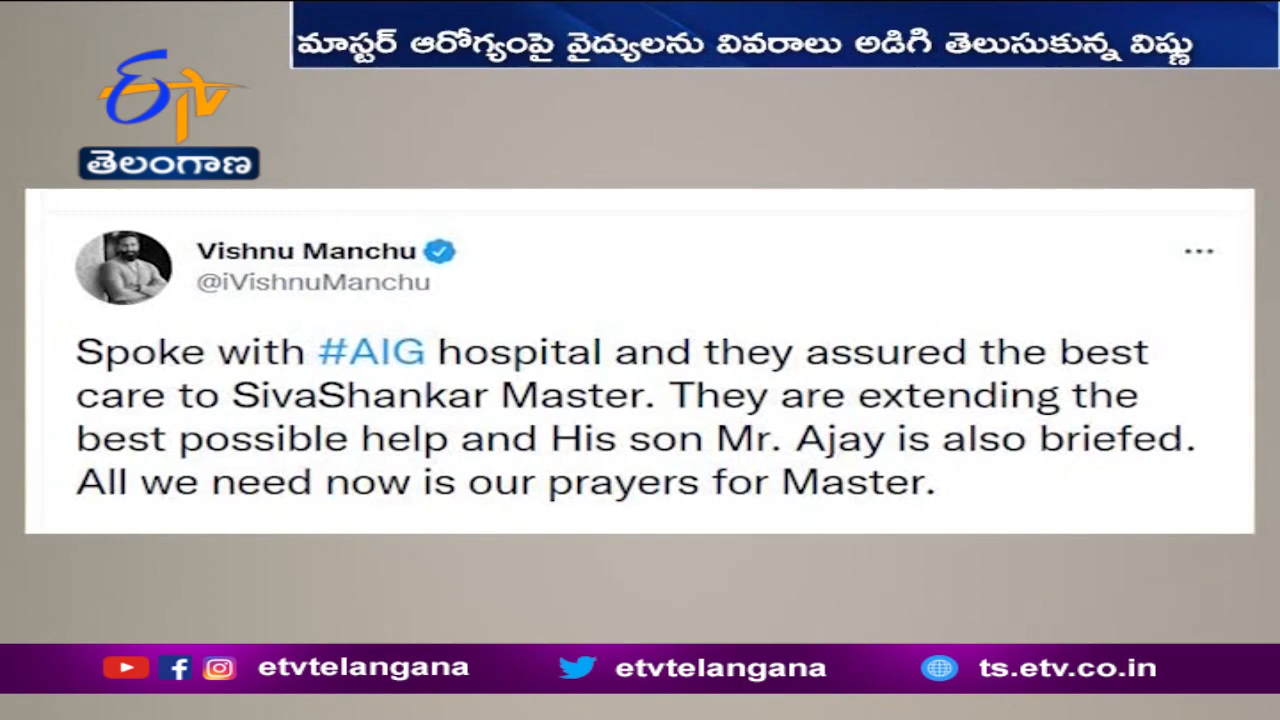 మాస్టర్ ఆరోగ్యంపై వైద్యులను వివరాలు అడిగి తెలుసుకున్న విష్ణు
ETV
తెలంగాణ
Vishnu Manchu
@iVishnuManchu
Spoke with #AIG hospital and they assured the best
care to SivaShankar Master. They are extending the
best possible help and His son Mr. Ajay is also briefed.
All we need now is our prayers for Master.
etvtelangana etvtelangana ts.etv.co.in